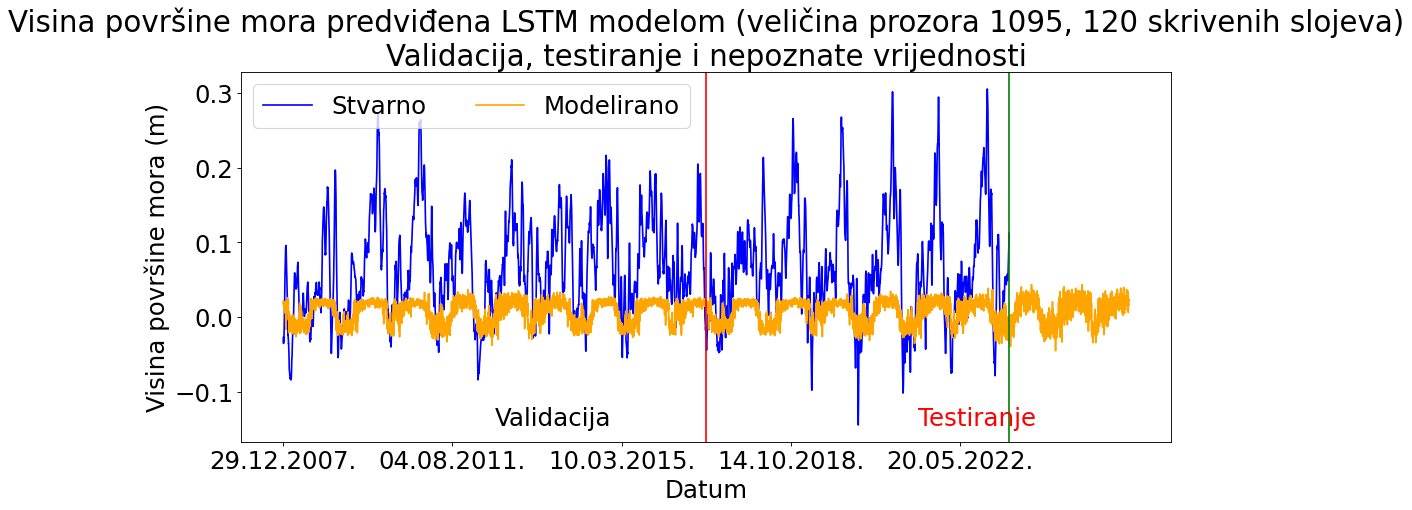 Visina površine mora predviđena LSTM modelom (veličina prozora 1095, 120 skrivenih slojeva)
Validacija, testiranje i nepoznate vrijednosti
Stvarno Modelirano
Visina površine mora (m)
0.3
0.2
0.1
0.0
−0.1
Validacija Testiranje
29.12.2007. 04.08.2011. 10.03.2015. 14.10.2018. 20.05.2022.
Datum